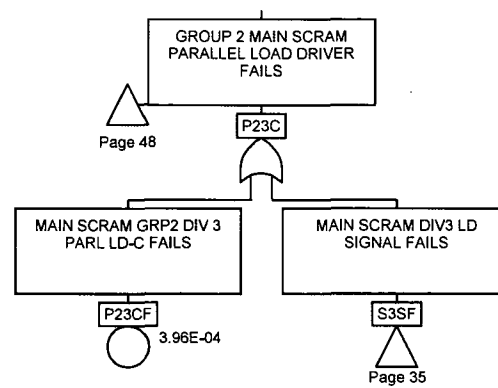 GROUP 2 MAIN SCRAM
PARALLEL LOAD DRIVER
FAILS
Page 48
P23C
MAIN SCRAM GRP2 DIV 3
PARL LD-C FAILS
MAIN SCRAM DIV3 LD
SIGNAL FAILS
P23CF
3.96E-04
S3SF
Page 35